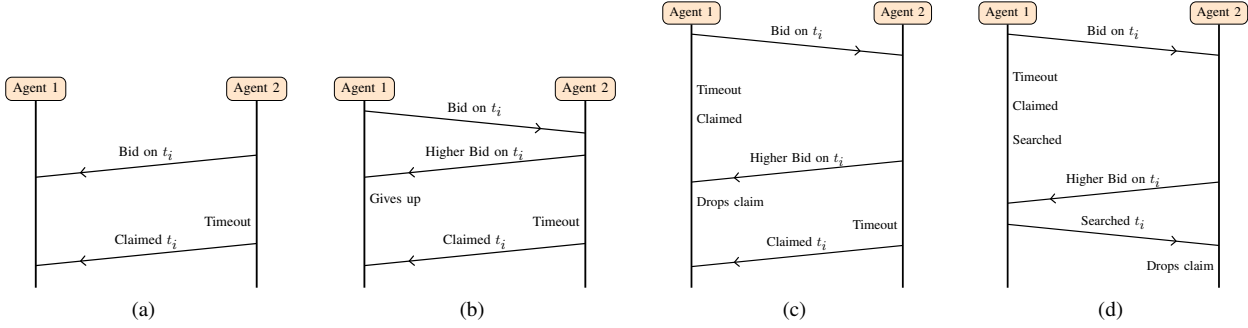 Agent 1
Agent 2
Bid on t_i
Timeout
Claimed t_i
(a)
Agent 1
Agent 2
Bid on t_i
Higher Bid on t_i
Gives up
Timeout
Claimed t_i
(b)
Agent 1
Agent 2
Bid on t_i
Timeout
Claimed
Higher Bid on t_i
Drops claim
Timeout
Claimed t_i
(c)
Agent 1
Agent 2
Bid on t_i
Timeout
Claimed
Searched
Higher Bid on t_i
Searched t_i
Drops claim
(d)